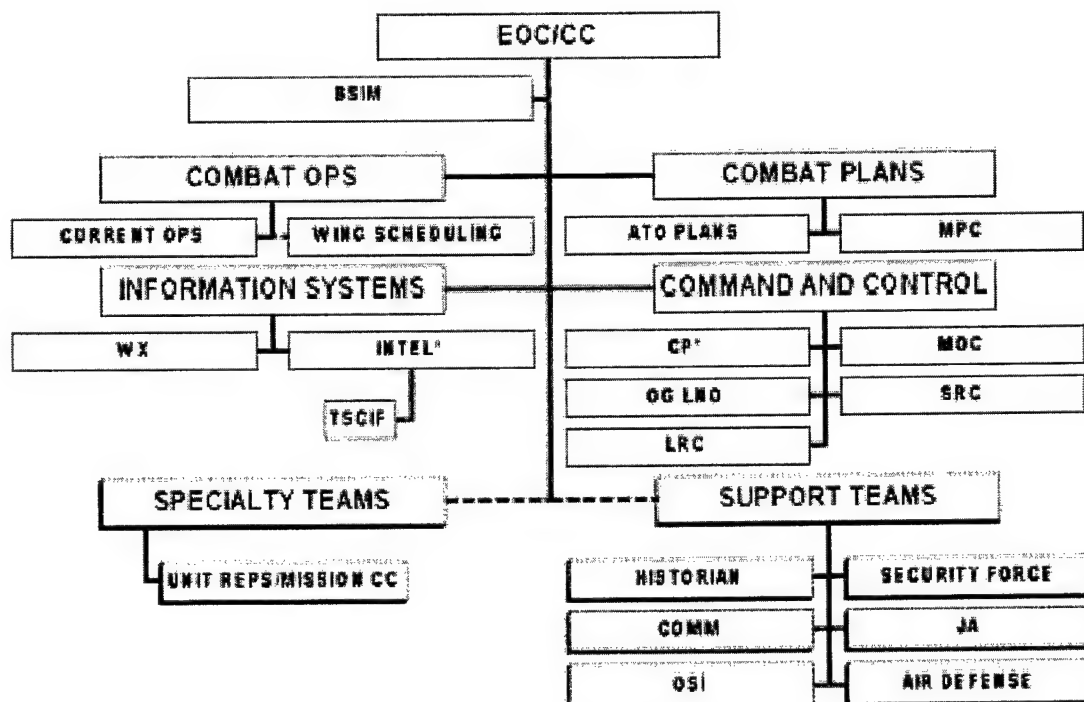 EOC/CC
BSIM
COMBAT OPS
COMBAT PLANS
CURRENT OPS
WING SCHEDULING
ATO PLANS
MPC
INFORMATION SYSTEMS
COMMAND AND CONTROL
WX
INTEL*
CP*
MOC
TSCIF
OG LNO
SRC
LRC
SPECIALTY TEAMS
SUPPORT TEAMS
UNIT REPS/MISSION CC
HISTORIAN
SECURITY FORCE
COMM
JA
OSI
AIR DEFENSE